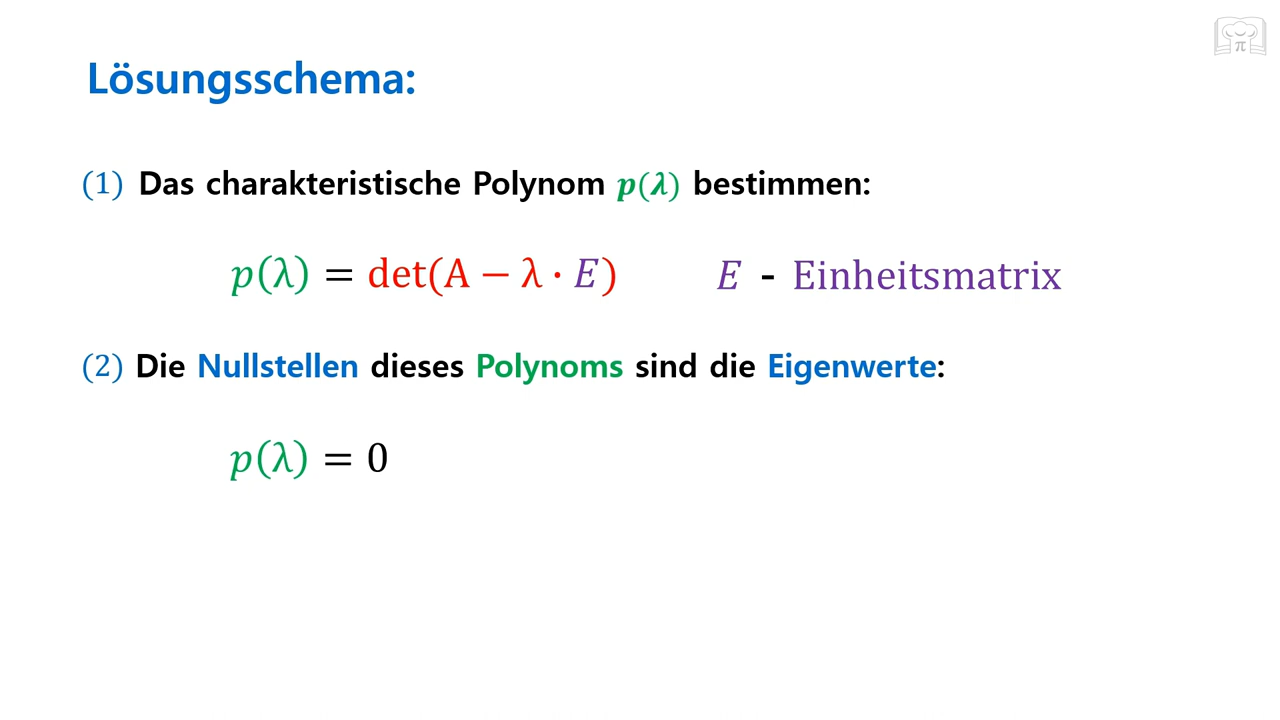 Lösungsschema:
(1) Das charakteristische Polynom p(λ) bestimmen:
p(λ) = det(A − λ · E) E - Einheitsmatrix
(2) Die Nullstellen dieses Polynoms sind die Eigenwerte:
p(λ) = 0
π